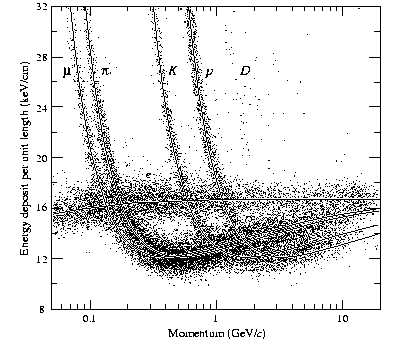 32
28
24
20
16
12
8
Energy deposit per unit length (keV/cm)
μ π K p D
e
0.1 1 10
Momentum (GeV/c)